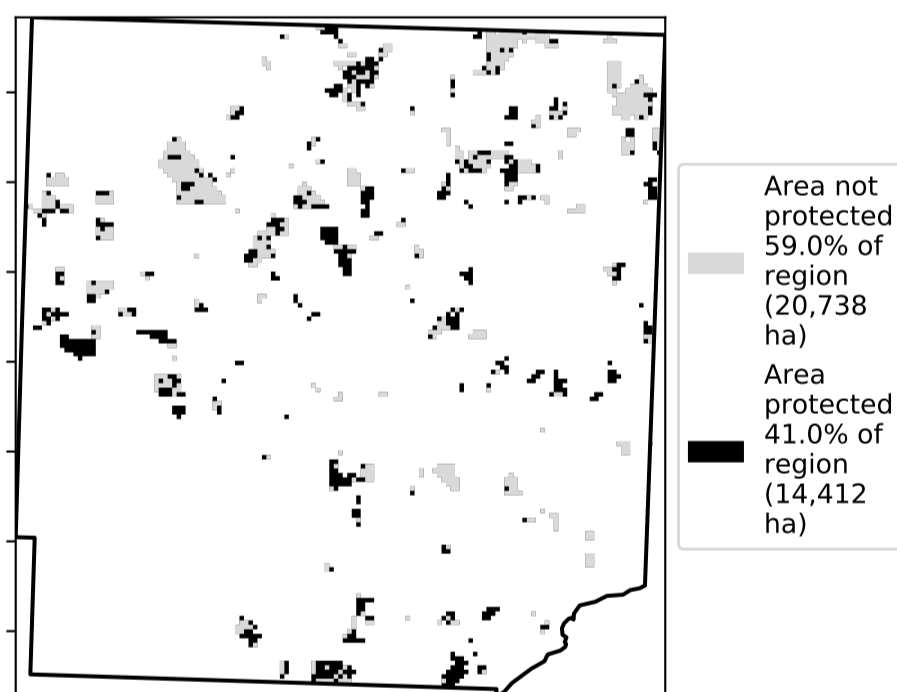 Area not
protected
59.0% of
region
(20,738
ha)
Area
protected
41.0% of
region
(14,412
ha)